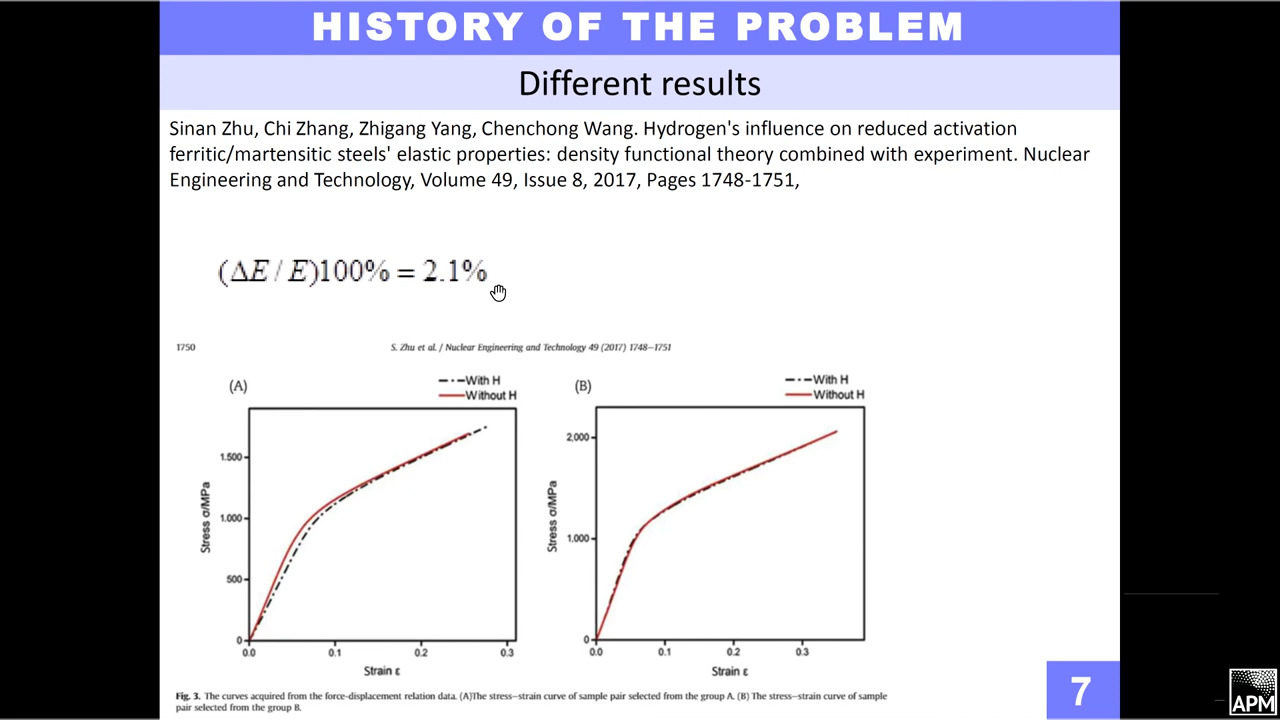 HISTORY OF THE PROBLEM
Different results
Sinan Zhu, Chi Zhang, Zhigang Yang, Chenchong Wang. Hydrogen's influence on reduced activation
ferritic/martensitic steels' elastic properties: density functional theory combined with experiment. Nuclear
Engineering and Technology, Volume 49, Issue 8, 2017, Pages 1748-1751,
(ΔE / E)100% = 2.1%
1750 S. Zhu et al. / Nuclear Engineering and Technology 49 (2017) 1748–1751
(A)
With H
Without H
1.500
1.000
500
0
0.0 0.1 0.2 0.3
Stress σ/MPa
Strain ε
(B)
With H
Without H
2,000
1,000
0
0.0 0.1 0.2 0.3
Stress σ/MPa
Strain ε
Fig. 3. The curves acquired from the force-displacement relation data. (A)The stress–strain curve of sample pair selected from the group A. (B) The stress–strain curve of sample
pair selected from the group B.
7
APM